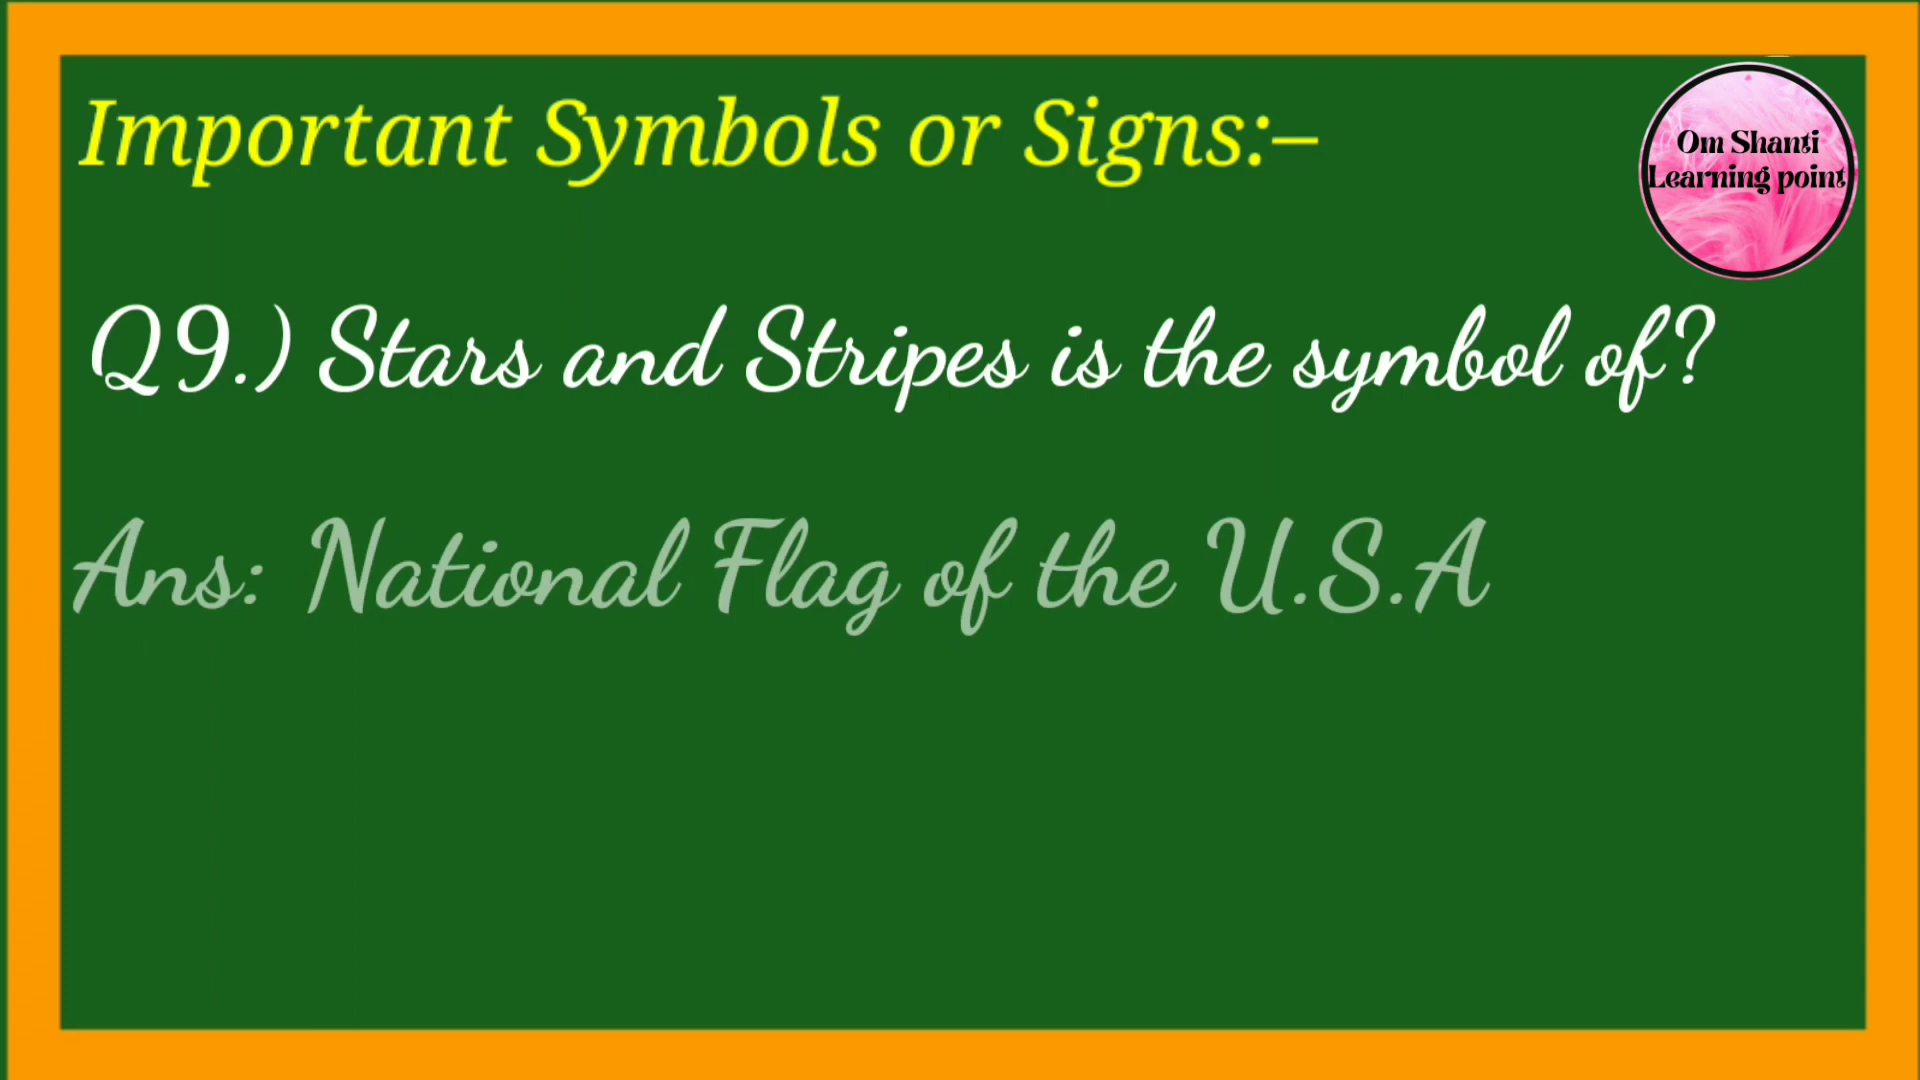 Important Symbols or Signs:–
Om Shanti
Learning point
Q9.) Stars and Stripes is the symbol of?
Ans: National Flag of the U.S.A